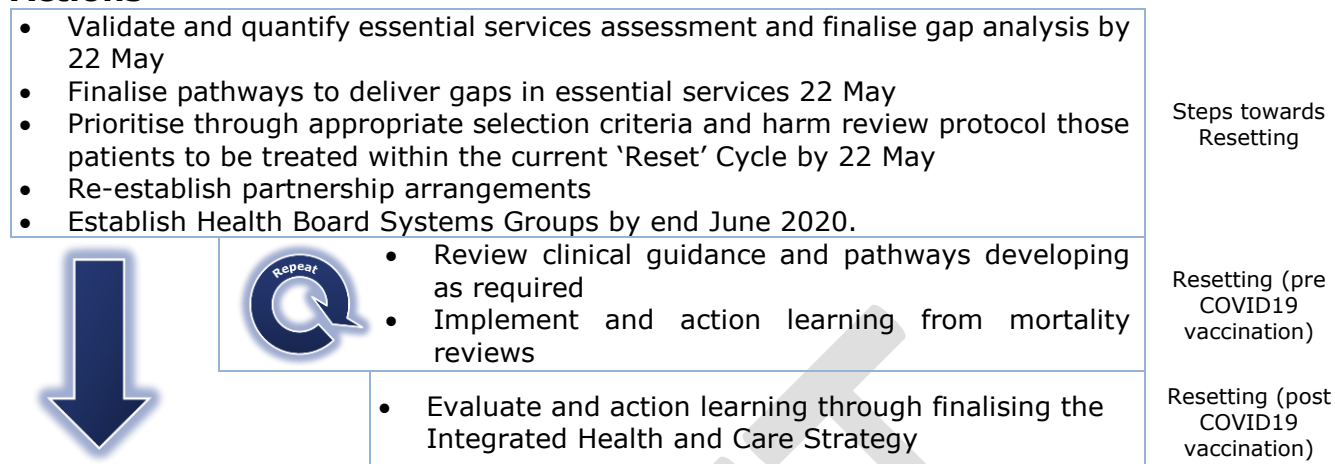 • Validate and quantify essential services assessment and finalise gap analysis by
22 May
• Finalise pathways to deliver gaps in essential services 22 May
• Prioritise through appropriate selection criteria and harm review protocol those
patients to be treated within the current ‘Reset’ Cycle by 22 May
• Re-establish partnership arrangements
• Establish Health Board Systems Groups by end June 2020.
Steps towards
Resetting
Repeat
• Review clinical guidance and pathways developing
as required
• Implement and action learning from mortality
reviews
Resetting (pre
COVID19
vaccination)
• Evaluate and action learning through finalising the
Integrated Health and Care Strategy
Resetting (post
COVID19
vaccination)